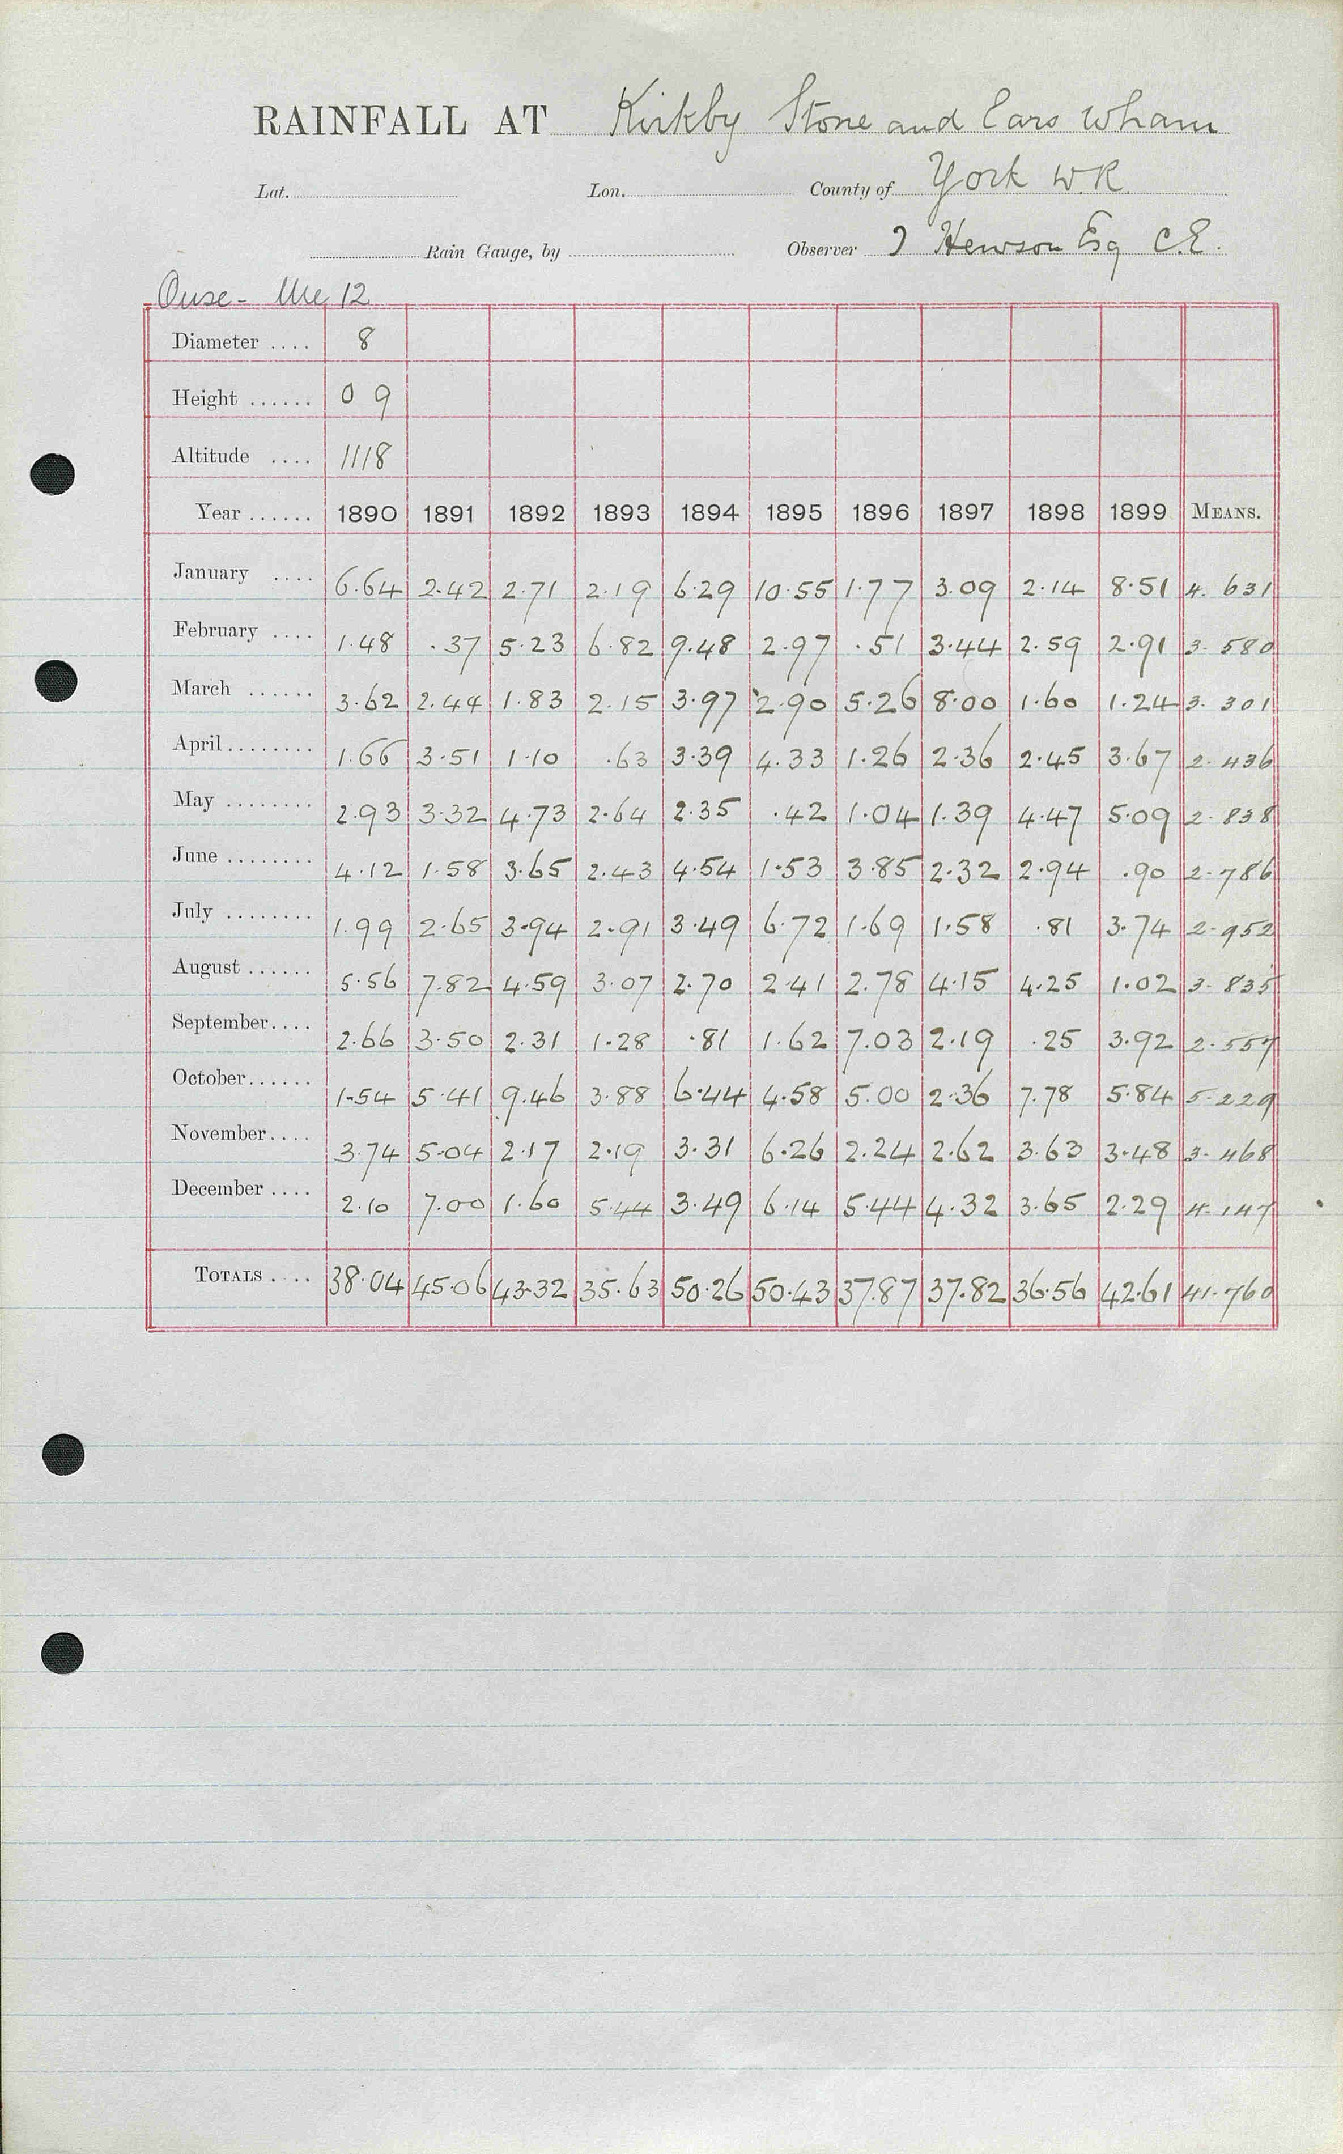 RAINFALL AT Kirkby Stone and Ears Wham
Lat. Lon. County of York W.R
Rain Gauge, by Observer J Hewson Esq C.E.
Ouse - Ure 12
Diameter .... 8
Height ...... 0 9
Altitude .... 1118
Year ...... 1890 1891 1892 1893 1894 1895 1896 1897 1898 1899 MEANS.
January .... 6.64 2.42 2.71 2.19 6.29 10.55 1.77 3.09 2.14 8.51 4.631
February .... 1.48 .37 5.23 6.82 9.48 2.97 .51 3.44 2.59 2.91 3.580
March ...... 3.62 2.44 1.83 2.15 3.97 2.90 5.26 8.00 1.60 1.24 3.301
April ........ 1.66 3.51 1.10 .63 3.39 4.33 1.26 2.36 2.45 3.67 2.436
May ........ 2.93 3.32 4.73 2.64 2.35 .42 1.04 1.39 4.47 5.09 2.838
June ........ 4.12 1.58 3.65 2.43 4.54 1.53 3.85 2.32 2.94 .90 2.786
July ........ 1.99 2.65 3.94 2.91 3.49 6.72 1.69 1.58 .81 3.74 2.952
August ...... 5.56 7.82 4.59 3.07 2.70 2.41 2.78 4.15 4.25 1.02 3.835
September.... 2.66 3.50 2.31 1.28 .81 1.62 7.03 2.19 .25 3.92 2.557
October...... 1.54 5.41 9.46 3.88 6.44 4.58 5.00 2.36 7.78 5.84 5.229
November.... 3.74 5.04 2.17 2.19 3.31 6.26 2.24 2.62 3.63 3.48 3.468
December .... 2.10 7.00 1.60 5.44 3.49 6.14 5.44 4.32 3.65 2.29 4.147
TOTALS .... 38.04 45.06 43.32 35.63 50.26 50.43 37.87 37.82 36.56 42.61 41.760